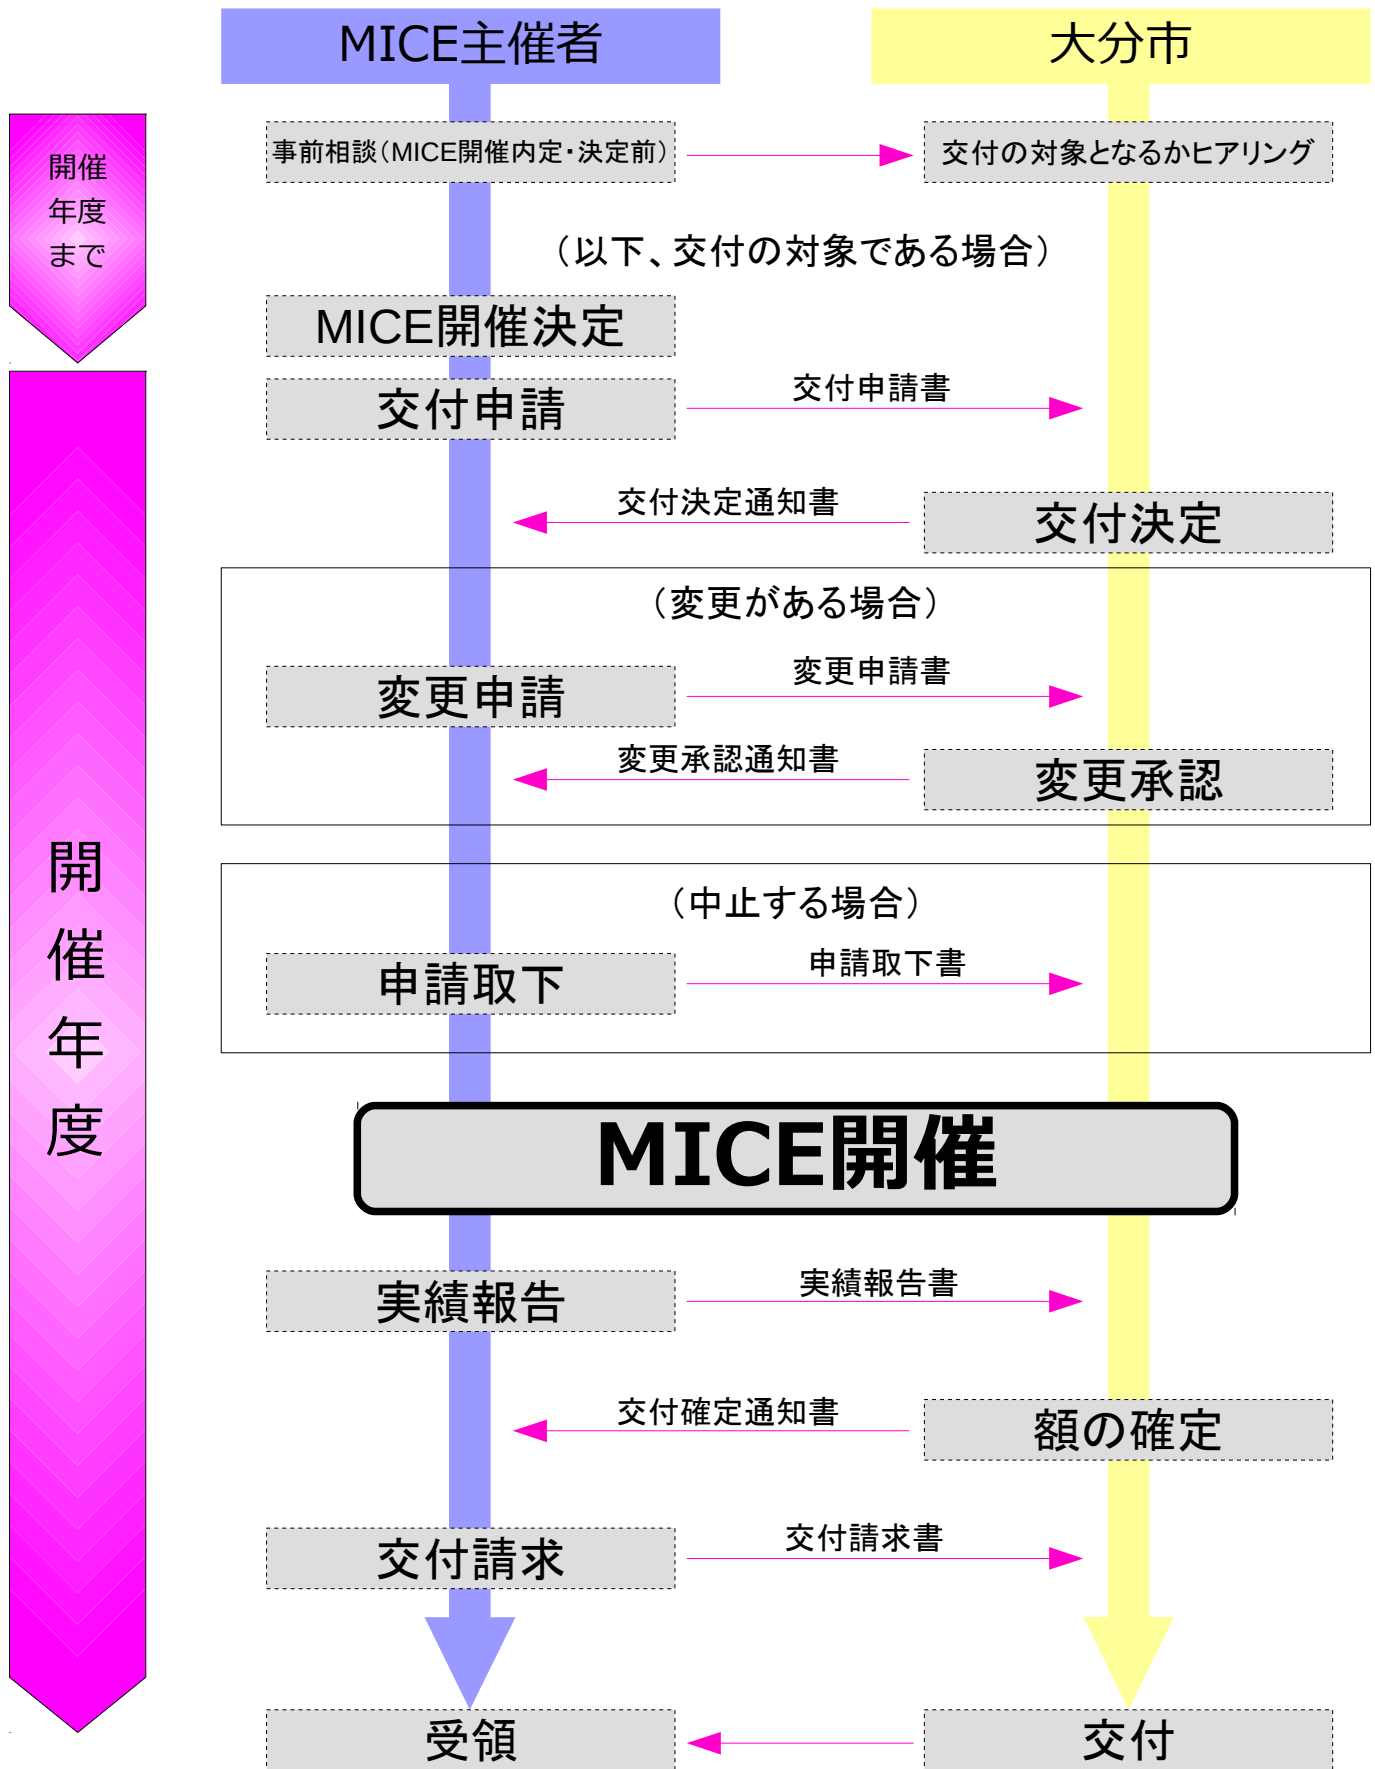 MICE主催者
大分市
開催
年度
まで
事前相談（MICE開催内定・決定前）
交付の対象となるかヒアリング
（以下、交付の対象である場合）
MICE開催決定
交付申請
交付申請書
交付決定通知書
交付決定
（変更がある場合）
変更申請
変更申請書
変更承認通知書
変更承認
開
催
年
度
（中止する場合）
申請取下
申請取下書
MICE開催
実績報告
実績報告書
交付確定通知書
額の確定
交付請求
交付請求書
受領
交付